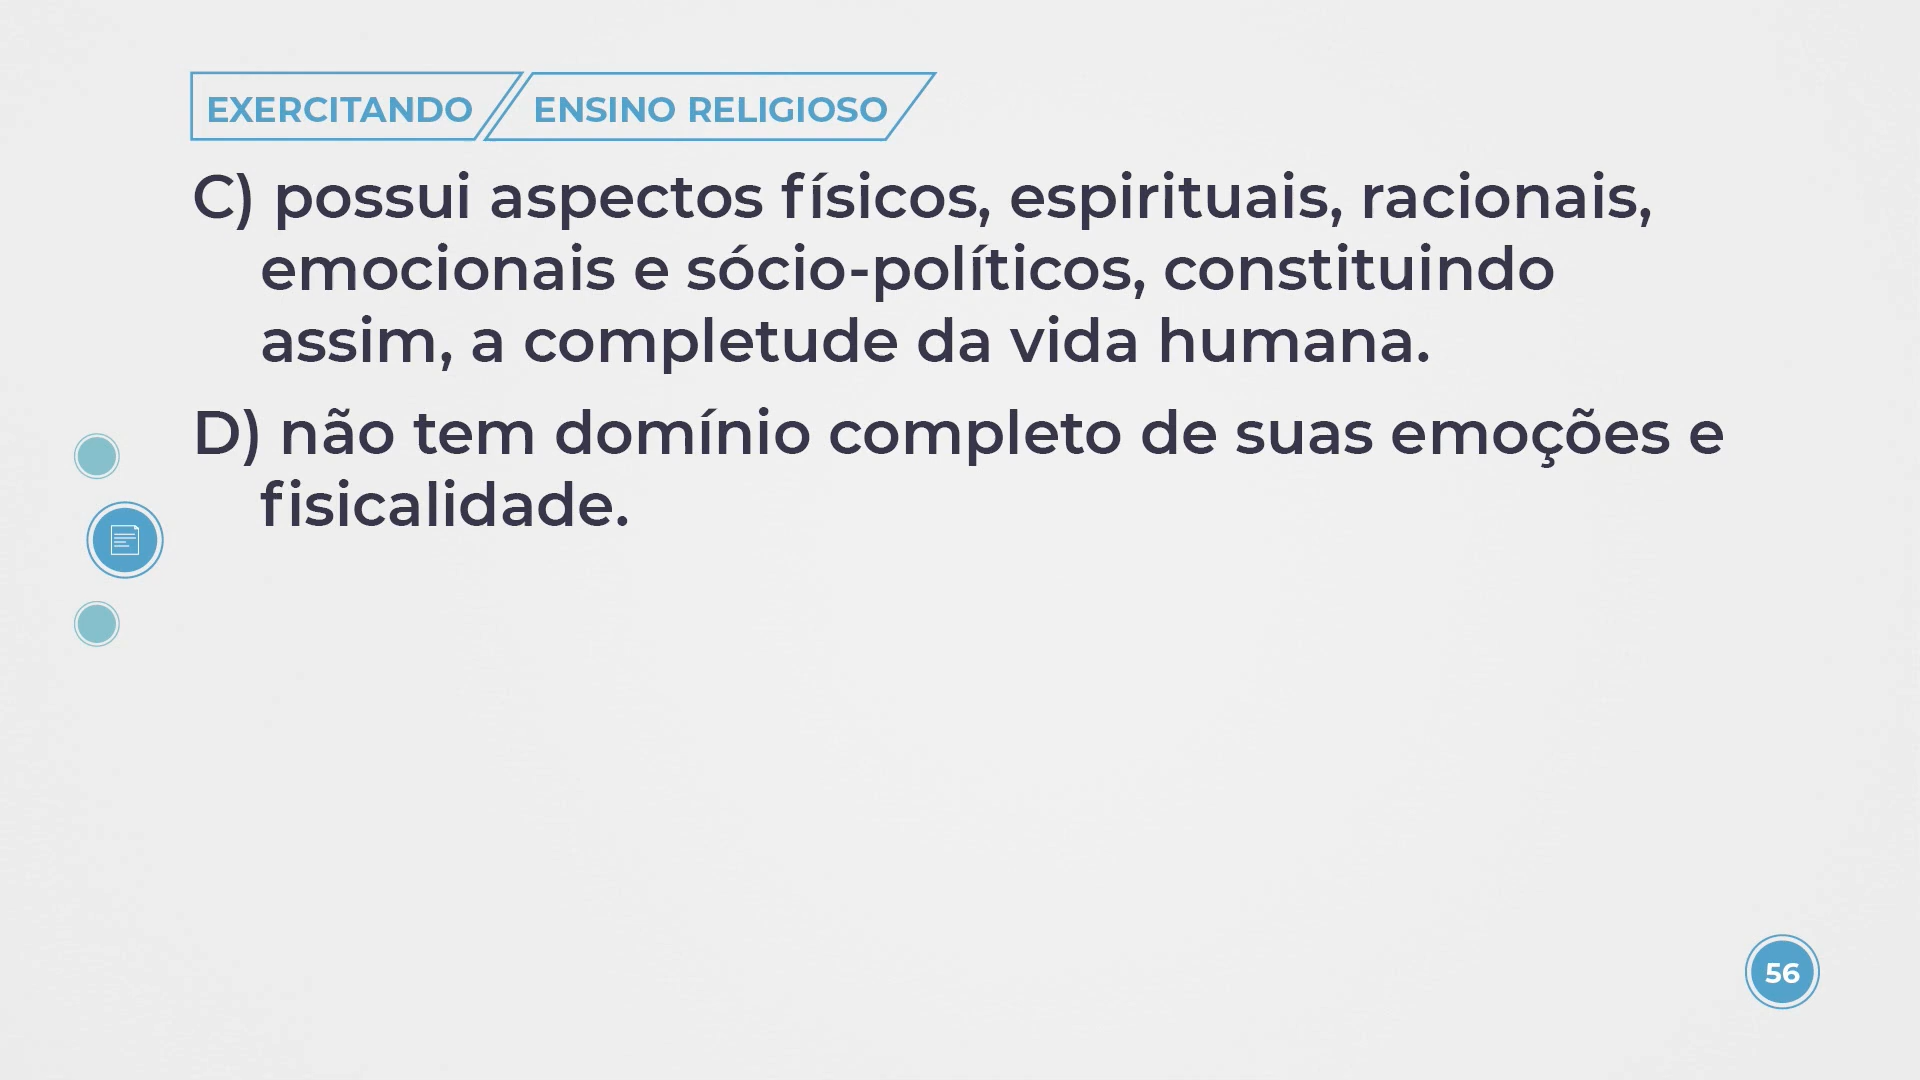 EXERCITANDO ENSINO RELIGIOSO
C) possui aspectos físicos, espirituais, racionais,
emocionais e sócio-políticos, constituindo
assim, a completude da vida humana.
D) não tem domínio completo de suas emoções e
fisicalidade.
56